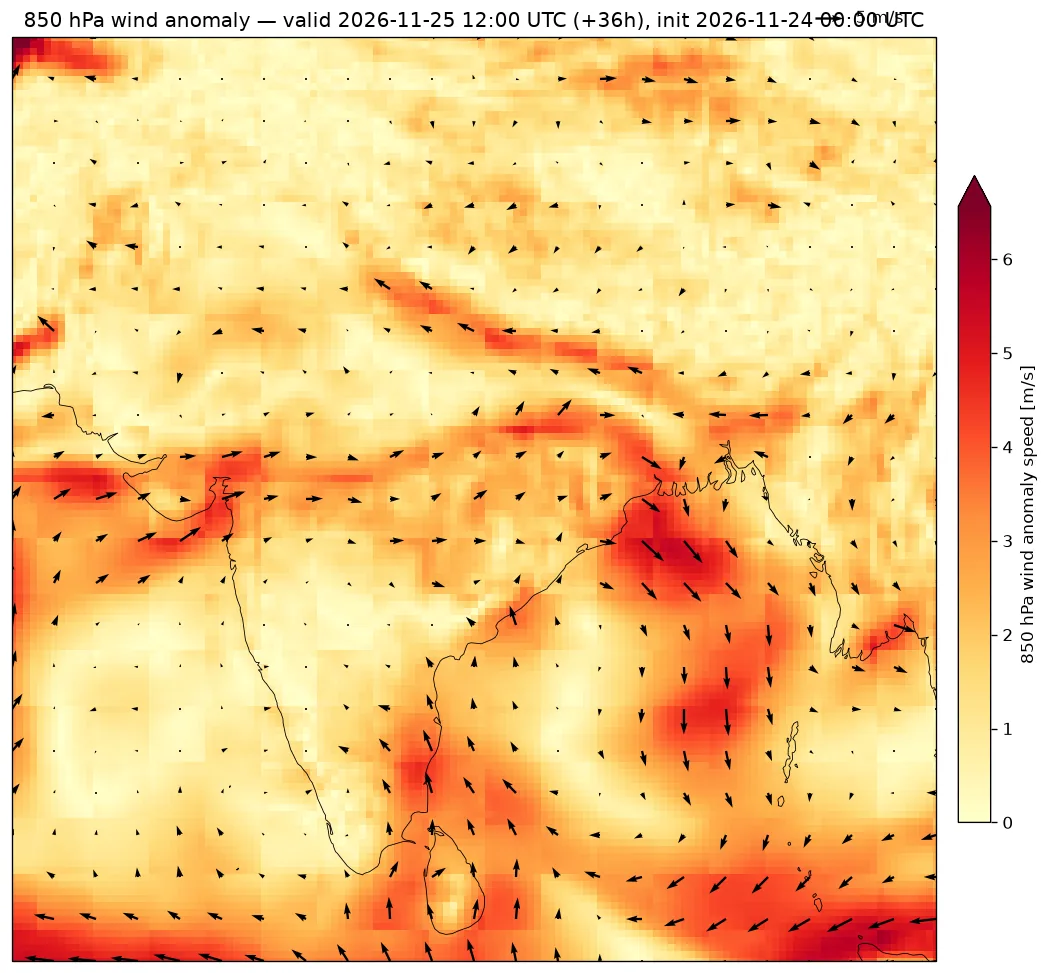 850 hPa wind anomaly — valid 2026-11-25 12:00 UTC (+36h), init 2026-11-24 00:00 UTC
5 m/s
6
5
4
3
2
1
0
850 hPa wind anomaly speed [m/s]